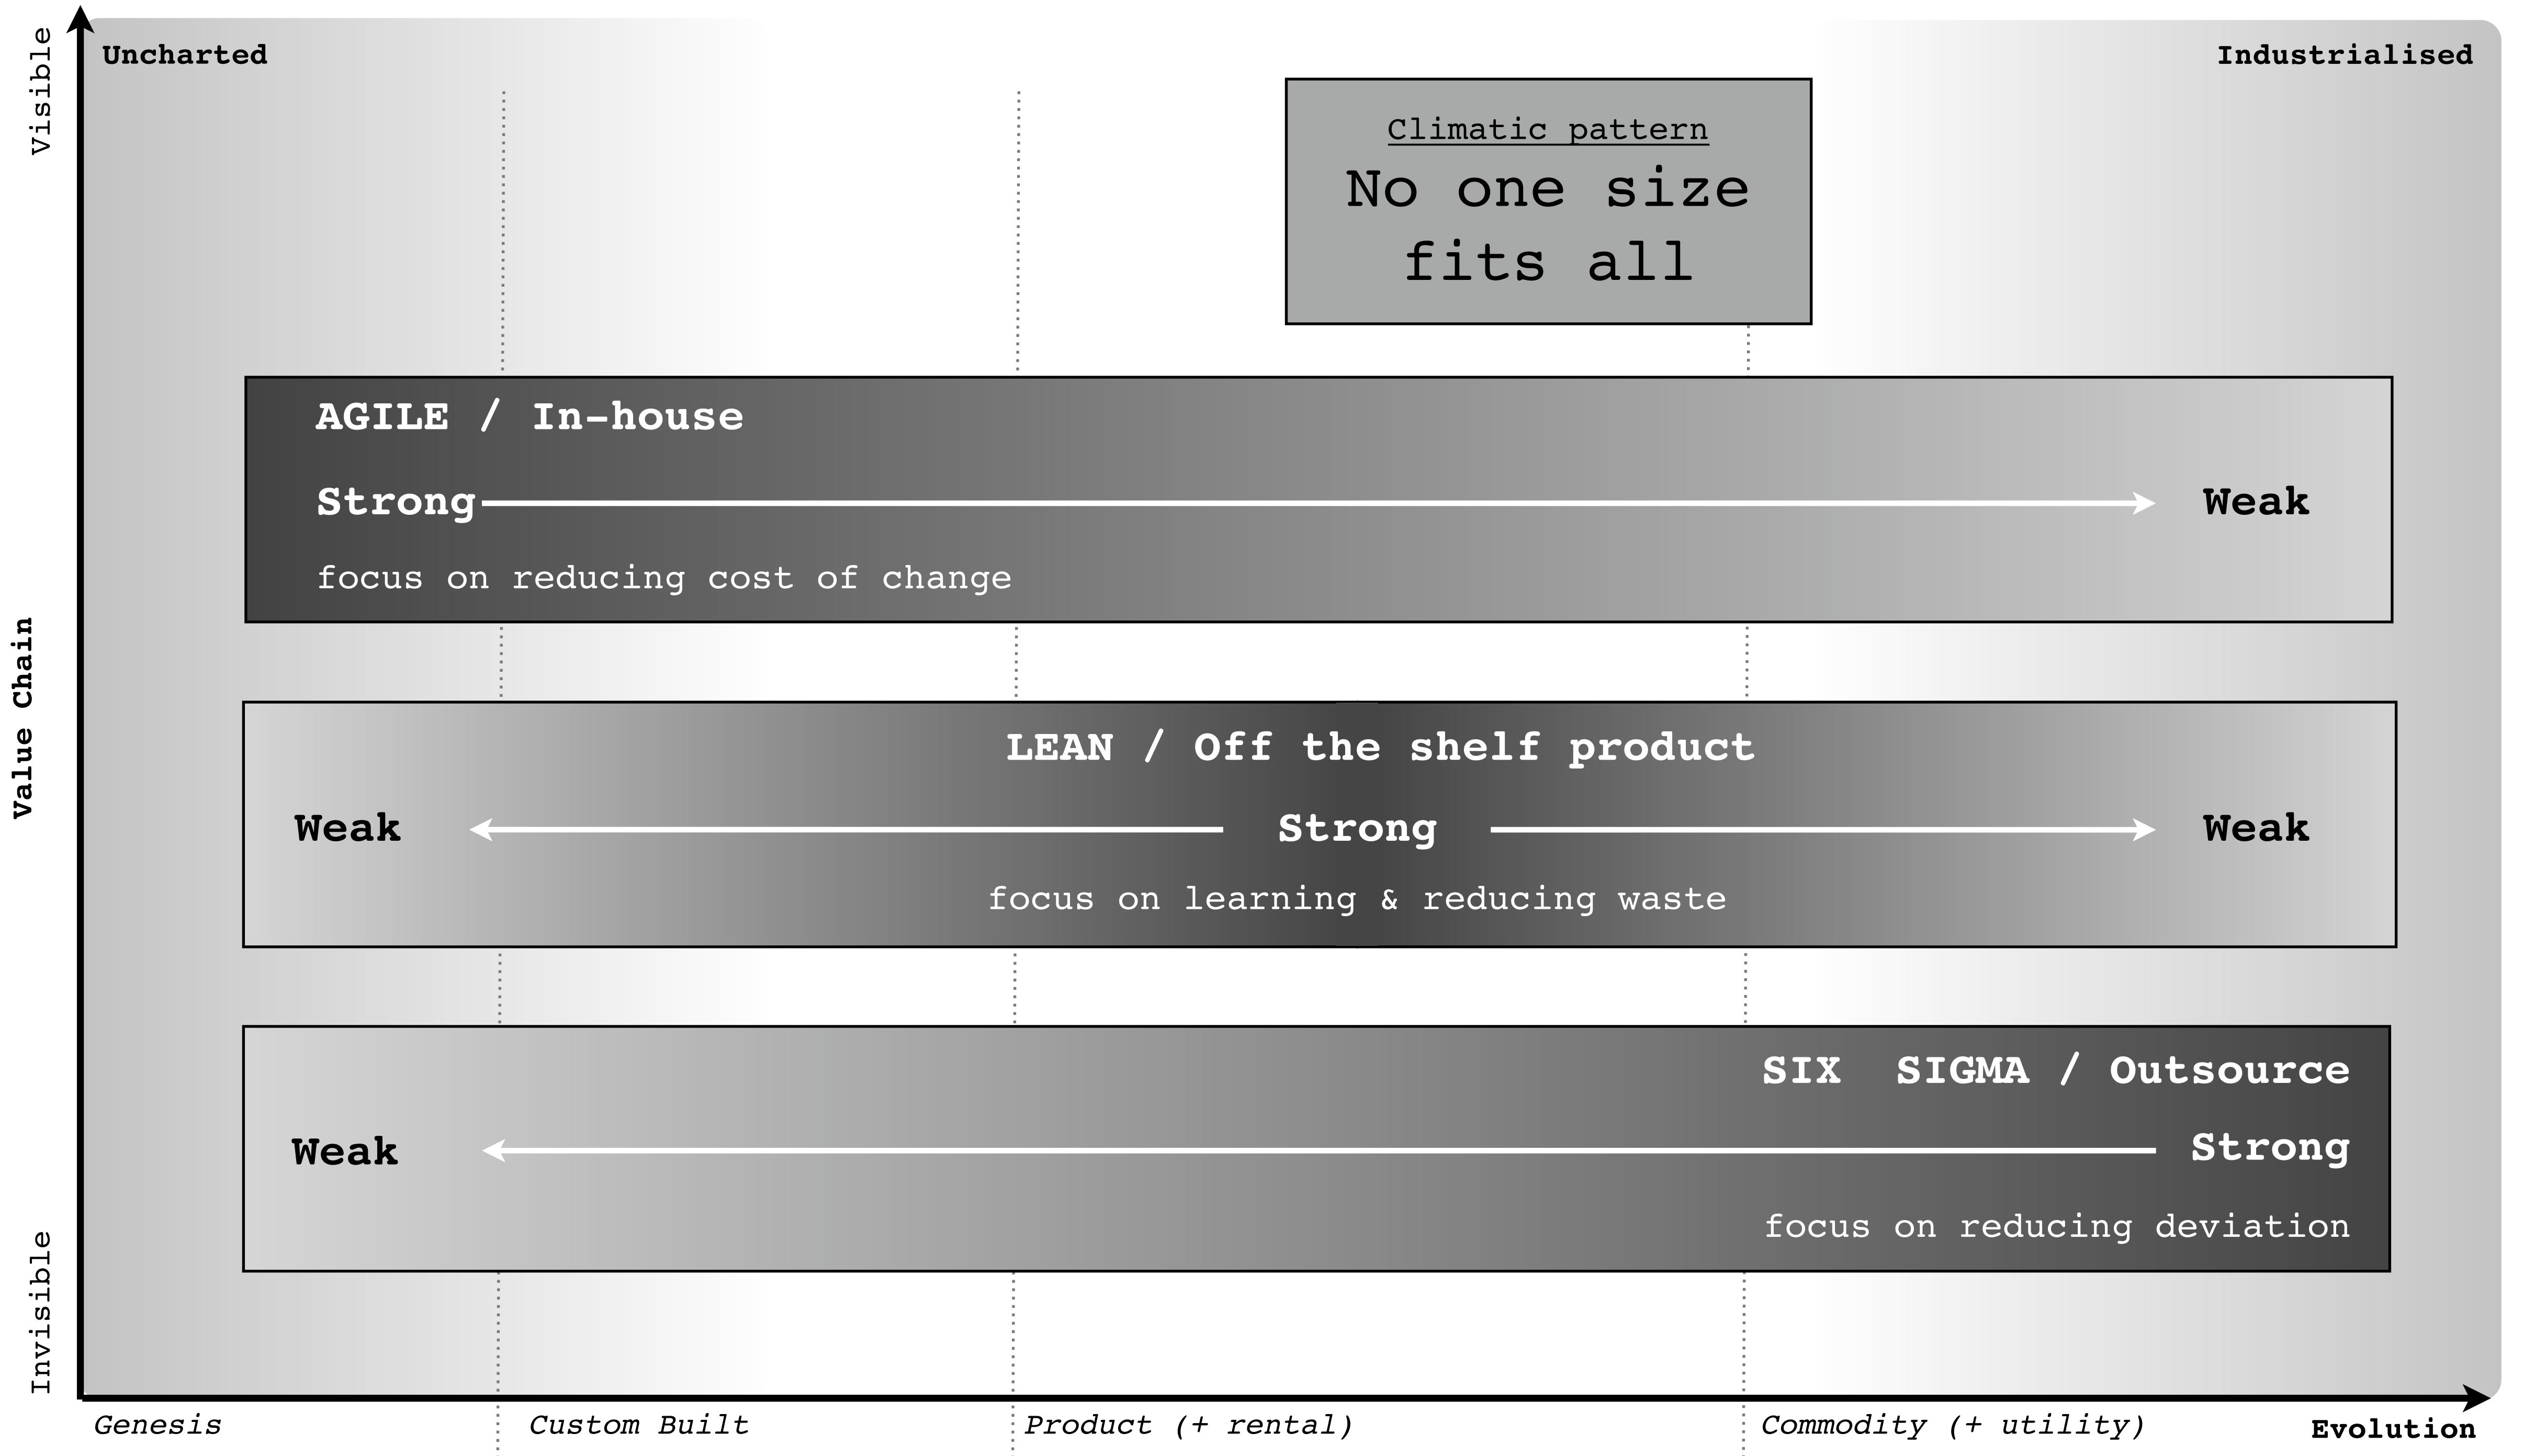 Uncharted
Industrialised
Visible
Climatic pattern
No one size
fits all
AGILE / In-house
Strong
Weak
focus on reducing cost of change
Value Chain
LEAN / Off the shelf product
Weak
Strong
Weak
focus on learning & reducing waste
SIX SIGMA / Outsource
Weak
Strong
focus on reducing deviation
Invisible
Genesis
Custom Built
Product (+ rental)
Commodity (+ utility)
Evolution